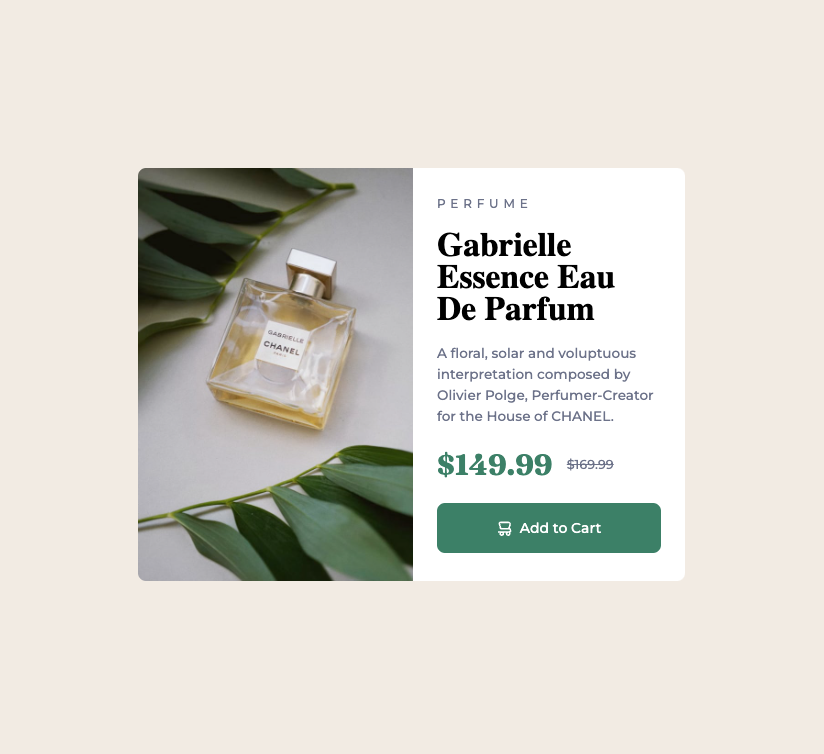 GABRIELLE
CHANEL
PARIS
PERFUME
Gabrielle
Essence Eau
De Parfum
A floral, solar and voluptuous
interpretation composed by
Olivier Polge, Perfumer-Creator
for the House of CHANEL.
$149.99 $169.99
Add to Cart